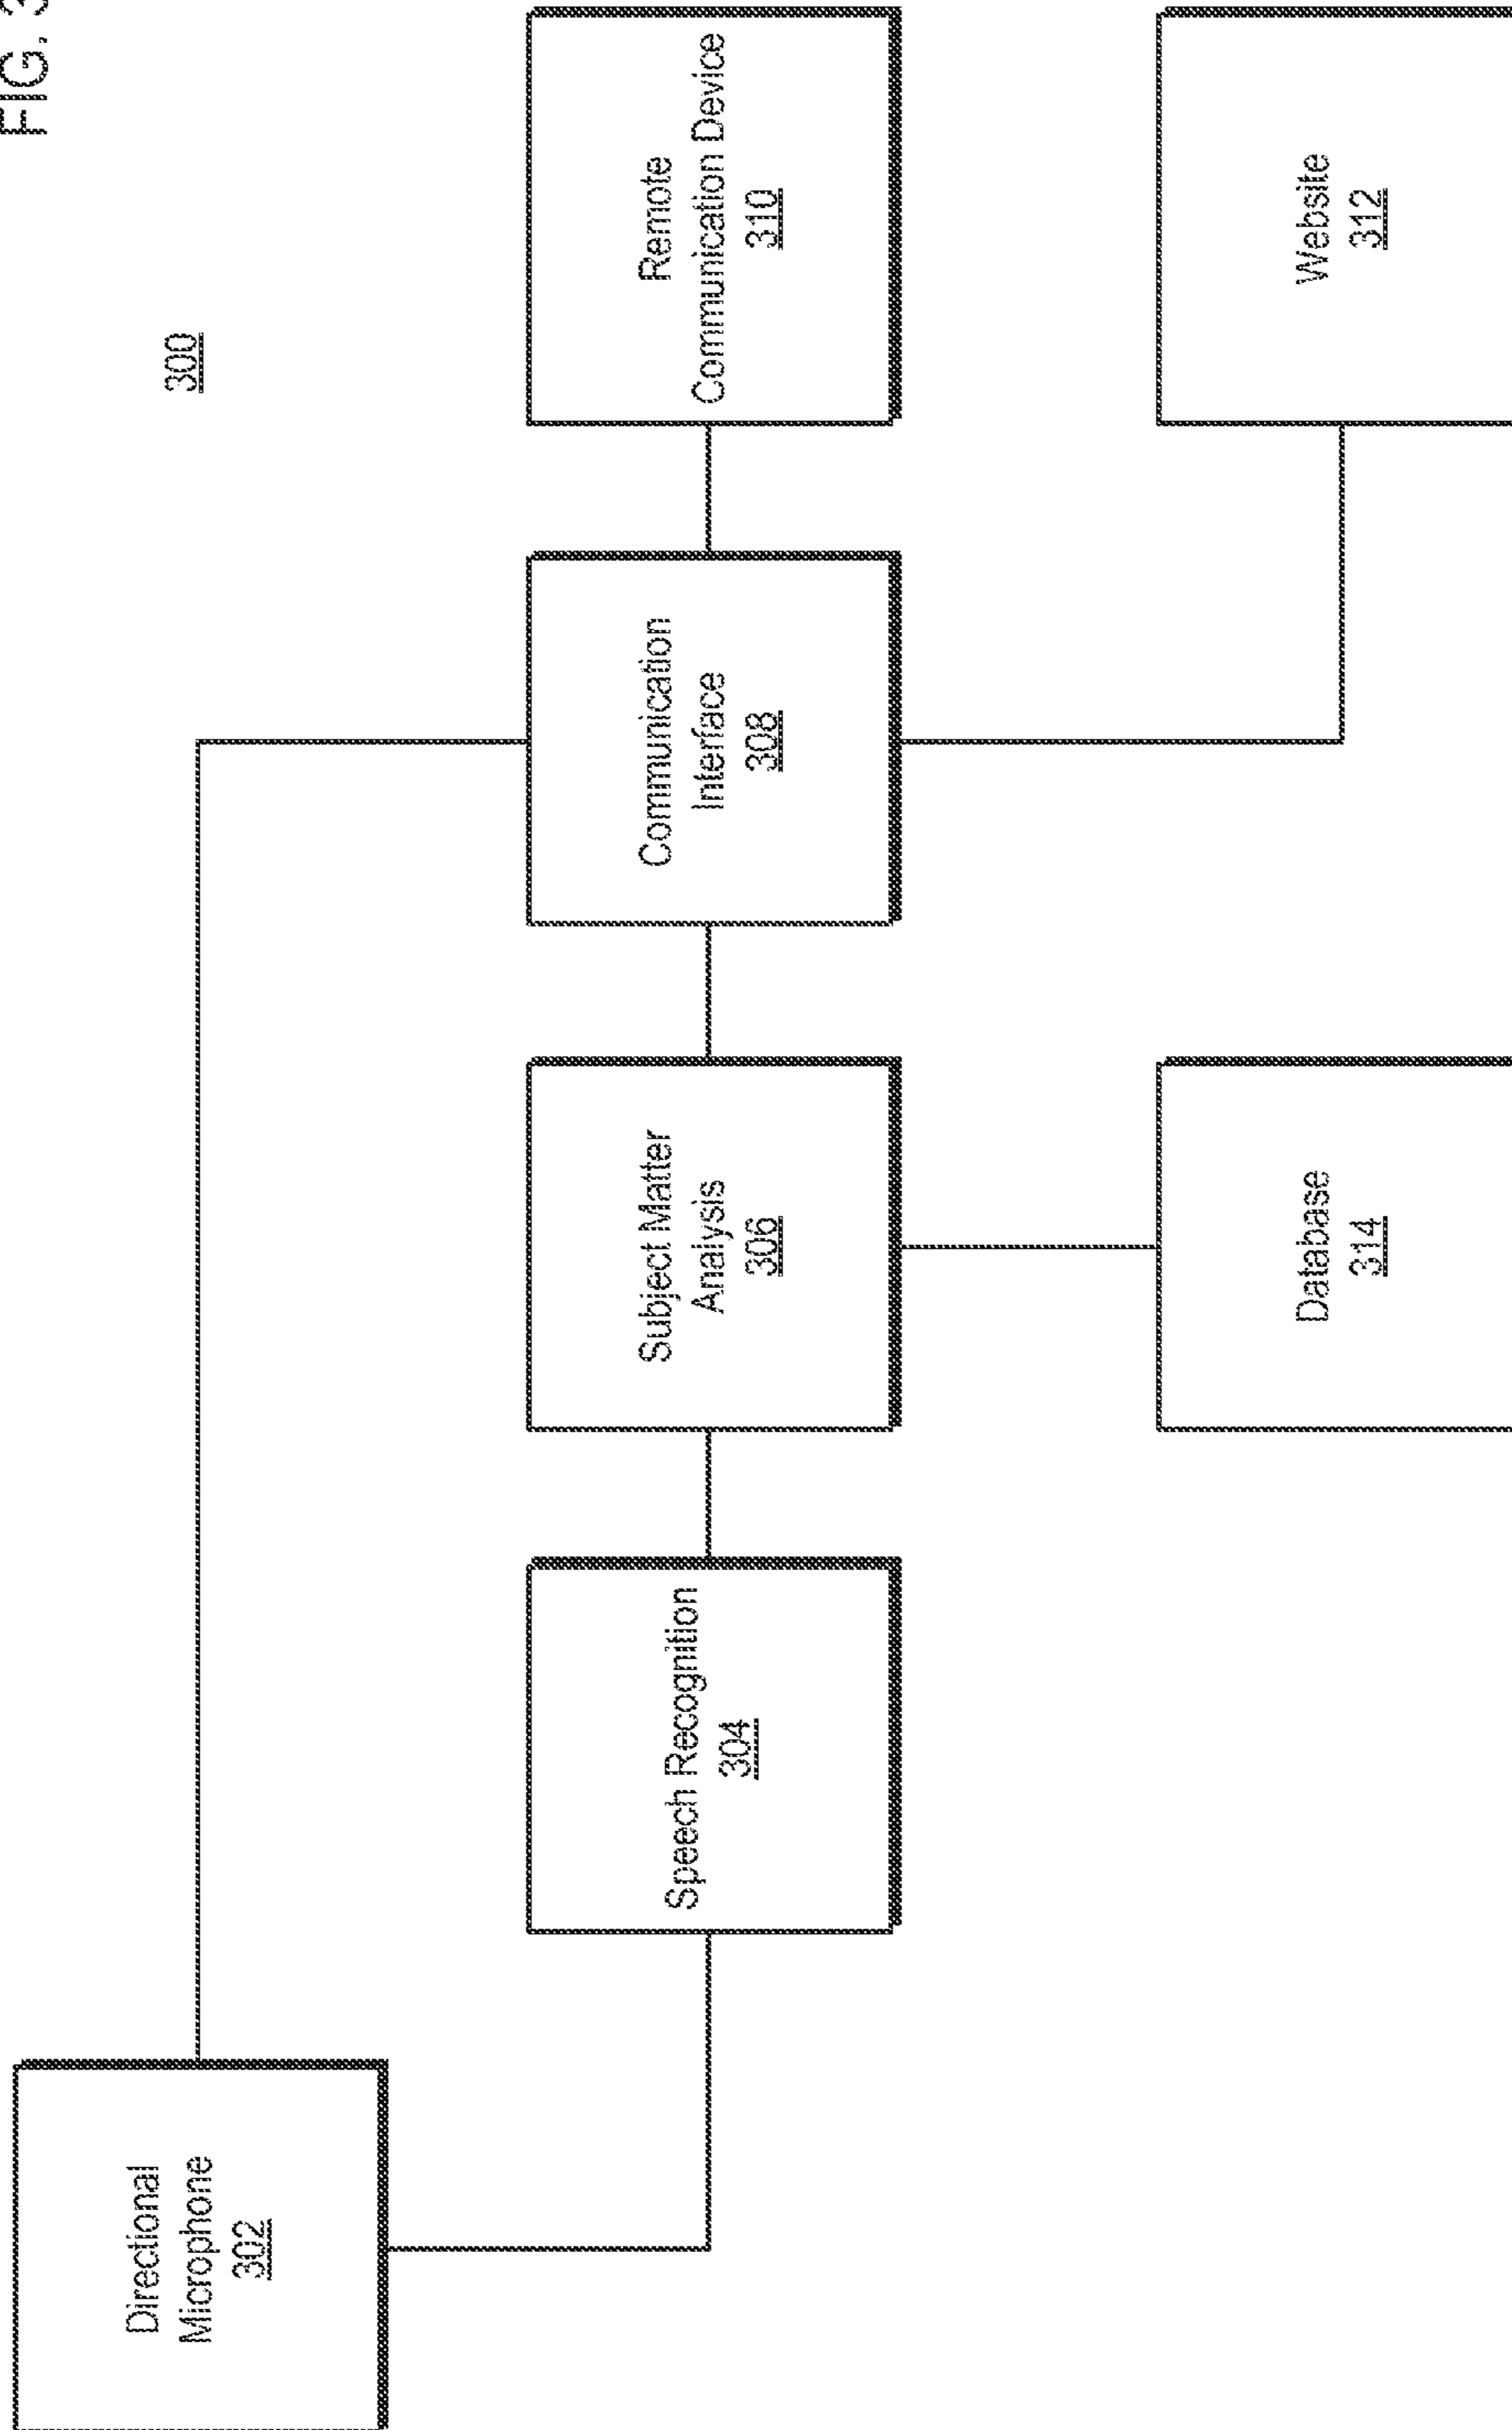 FIG. 3
300
Directional
Microphone
302
Speech Recognition
304
Subject Matter
Analysis
306
Communication
Interface
308
Remote
Communication Device
310
Database
314
Website
312